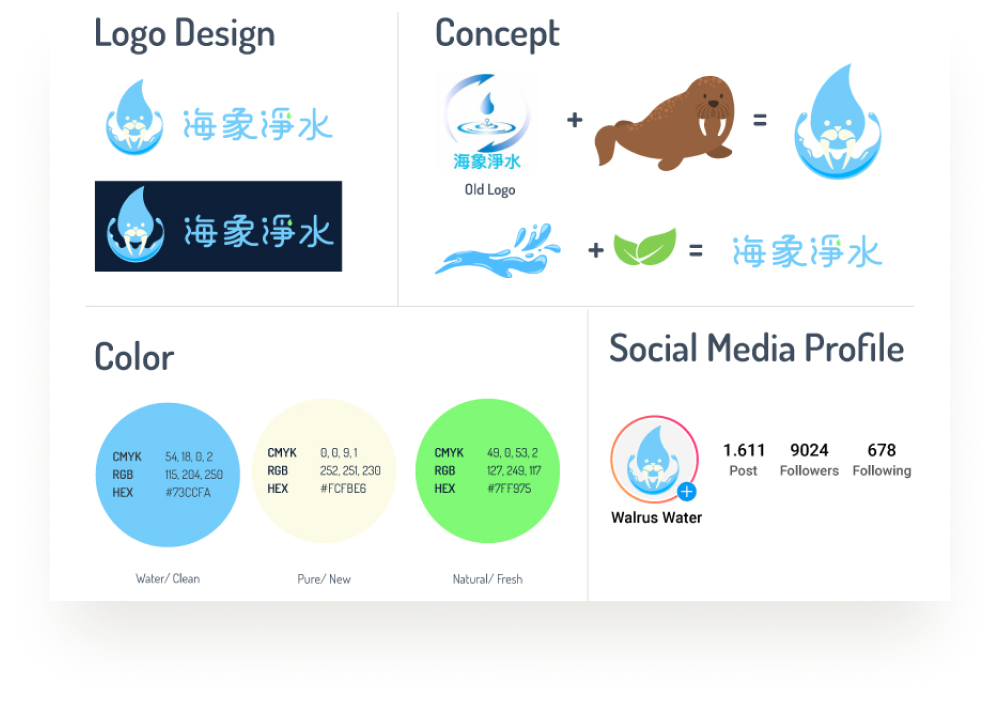 Logo Design
海象淨水
海象淨水
Concept
海象淨水
Old Logo
+
=
+
=
海象淨水
Color
CMYK 54, 18, 0, 2
RGB 115, 204, 250
HEX #73CCFA
Water/ Clean
CMYK 0, 0, 9, 1
RGB 252, 251, 230
HEX #FCFBE6
Pure/ New
CMYK 49, 0, 53, 2
RGB 127, 249, 117
HEX #7FF975
Natural/ Fresh
Social Media Profile
1.611 9024 678
Post Followers Following
Walrus Water